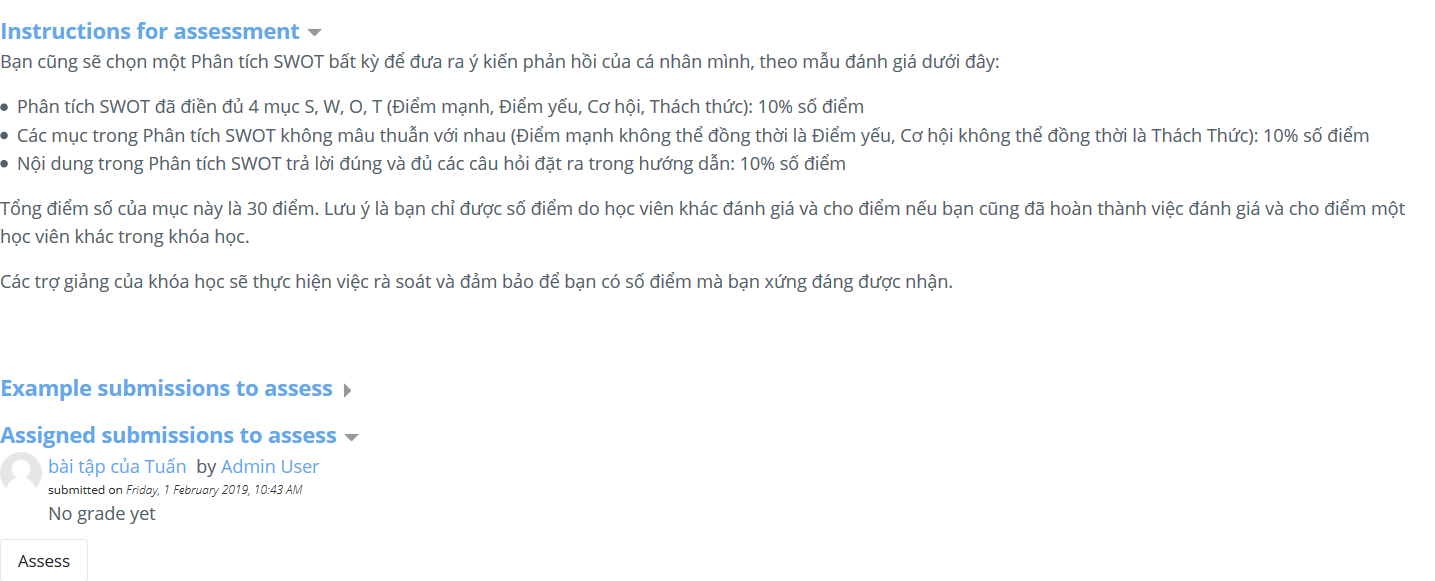 Instructions for assessment
Bạn cũng sẽ chọn một Phân tích SWOT bất kỳ để đưa ra ý kiến phản hồi của cá nhân mình, theo mẫu đánh giá dưới đây:
• Phân tích SWOT đã điền đủ 4 mục S, W, O, T (Điểm mạnh, Điểm yếu, Cơ hội, Thách thức): 10% số điểm
• Các mục trong Phân tích SWOT không mâu thuẫn với nhau (Điểm mạnh không thể đồng thời là Điểm yếu, Cơ hội không thể đồng thời là Thách Thức): 10% số điểm
• Nội dung trong Phân tích SWOT trả lời đúng và đủ các câu hỏi đặt ra trong hướng dẫn: 10% số điểm
Tổng điểm số của mục này là 30 điểm. Lưu ý là bạn chỉ được số điểm do học viên khác đánh giá và cho điểm nếu bạn cũng đã hoàn thành việc đánh giá và cho điểm một
học viên khác trong khóa học.
Các trợ giảng của khóa học sẽ thực hiện việc rà soát và đảm bảo để bạn có số điểm mà bạn xứng đáng được nhận.
Example submissions to assess
Assigned submissions to assess
bài tập của Tuấn by Admin User
submitted on Friday, 1 February 2019, 10:43 AM
No grade yet
Assess